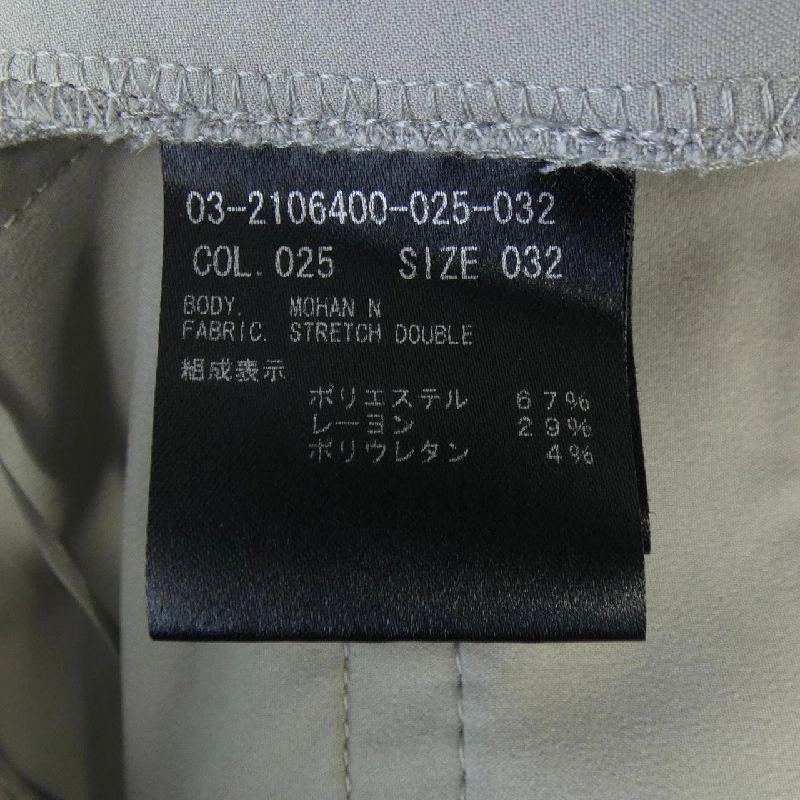 03-2106400-025-032
COL. 025 SIZE 032
BODY. MOHAN N
FABRIC. STRETCH DOUBLE
組成表示
ポリエステル 67%
レーヨン 29%
ポリウレタン 4%